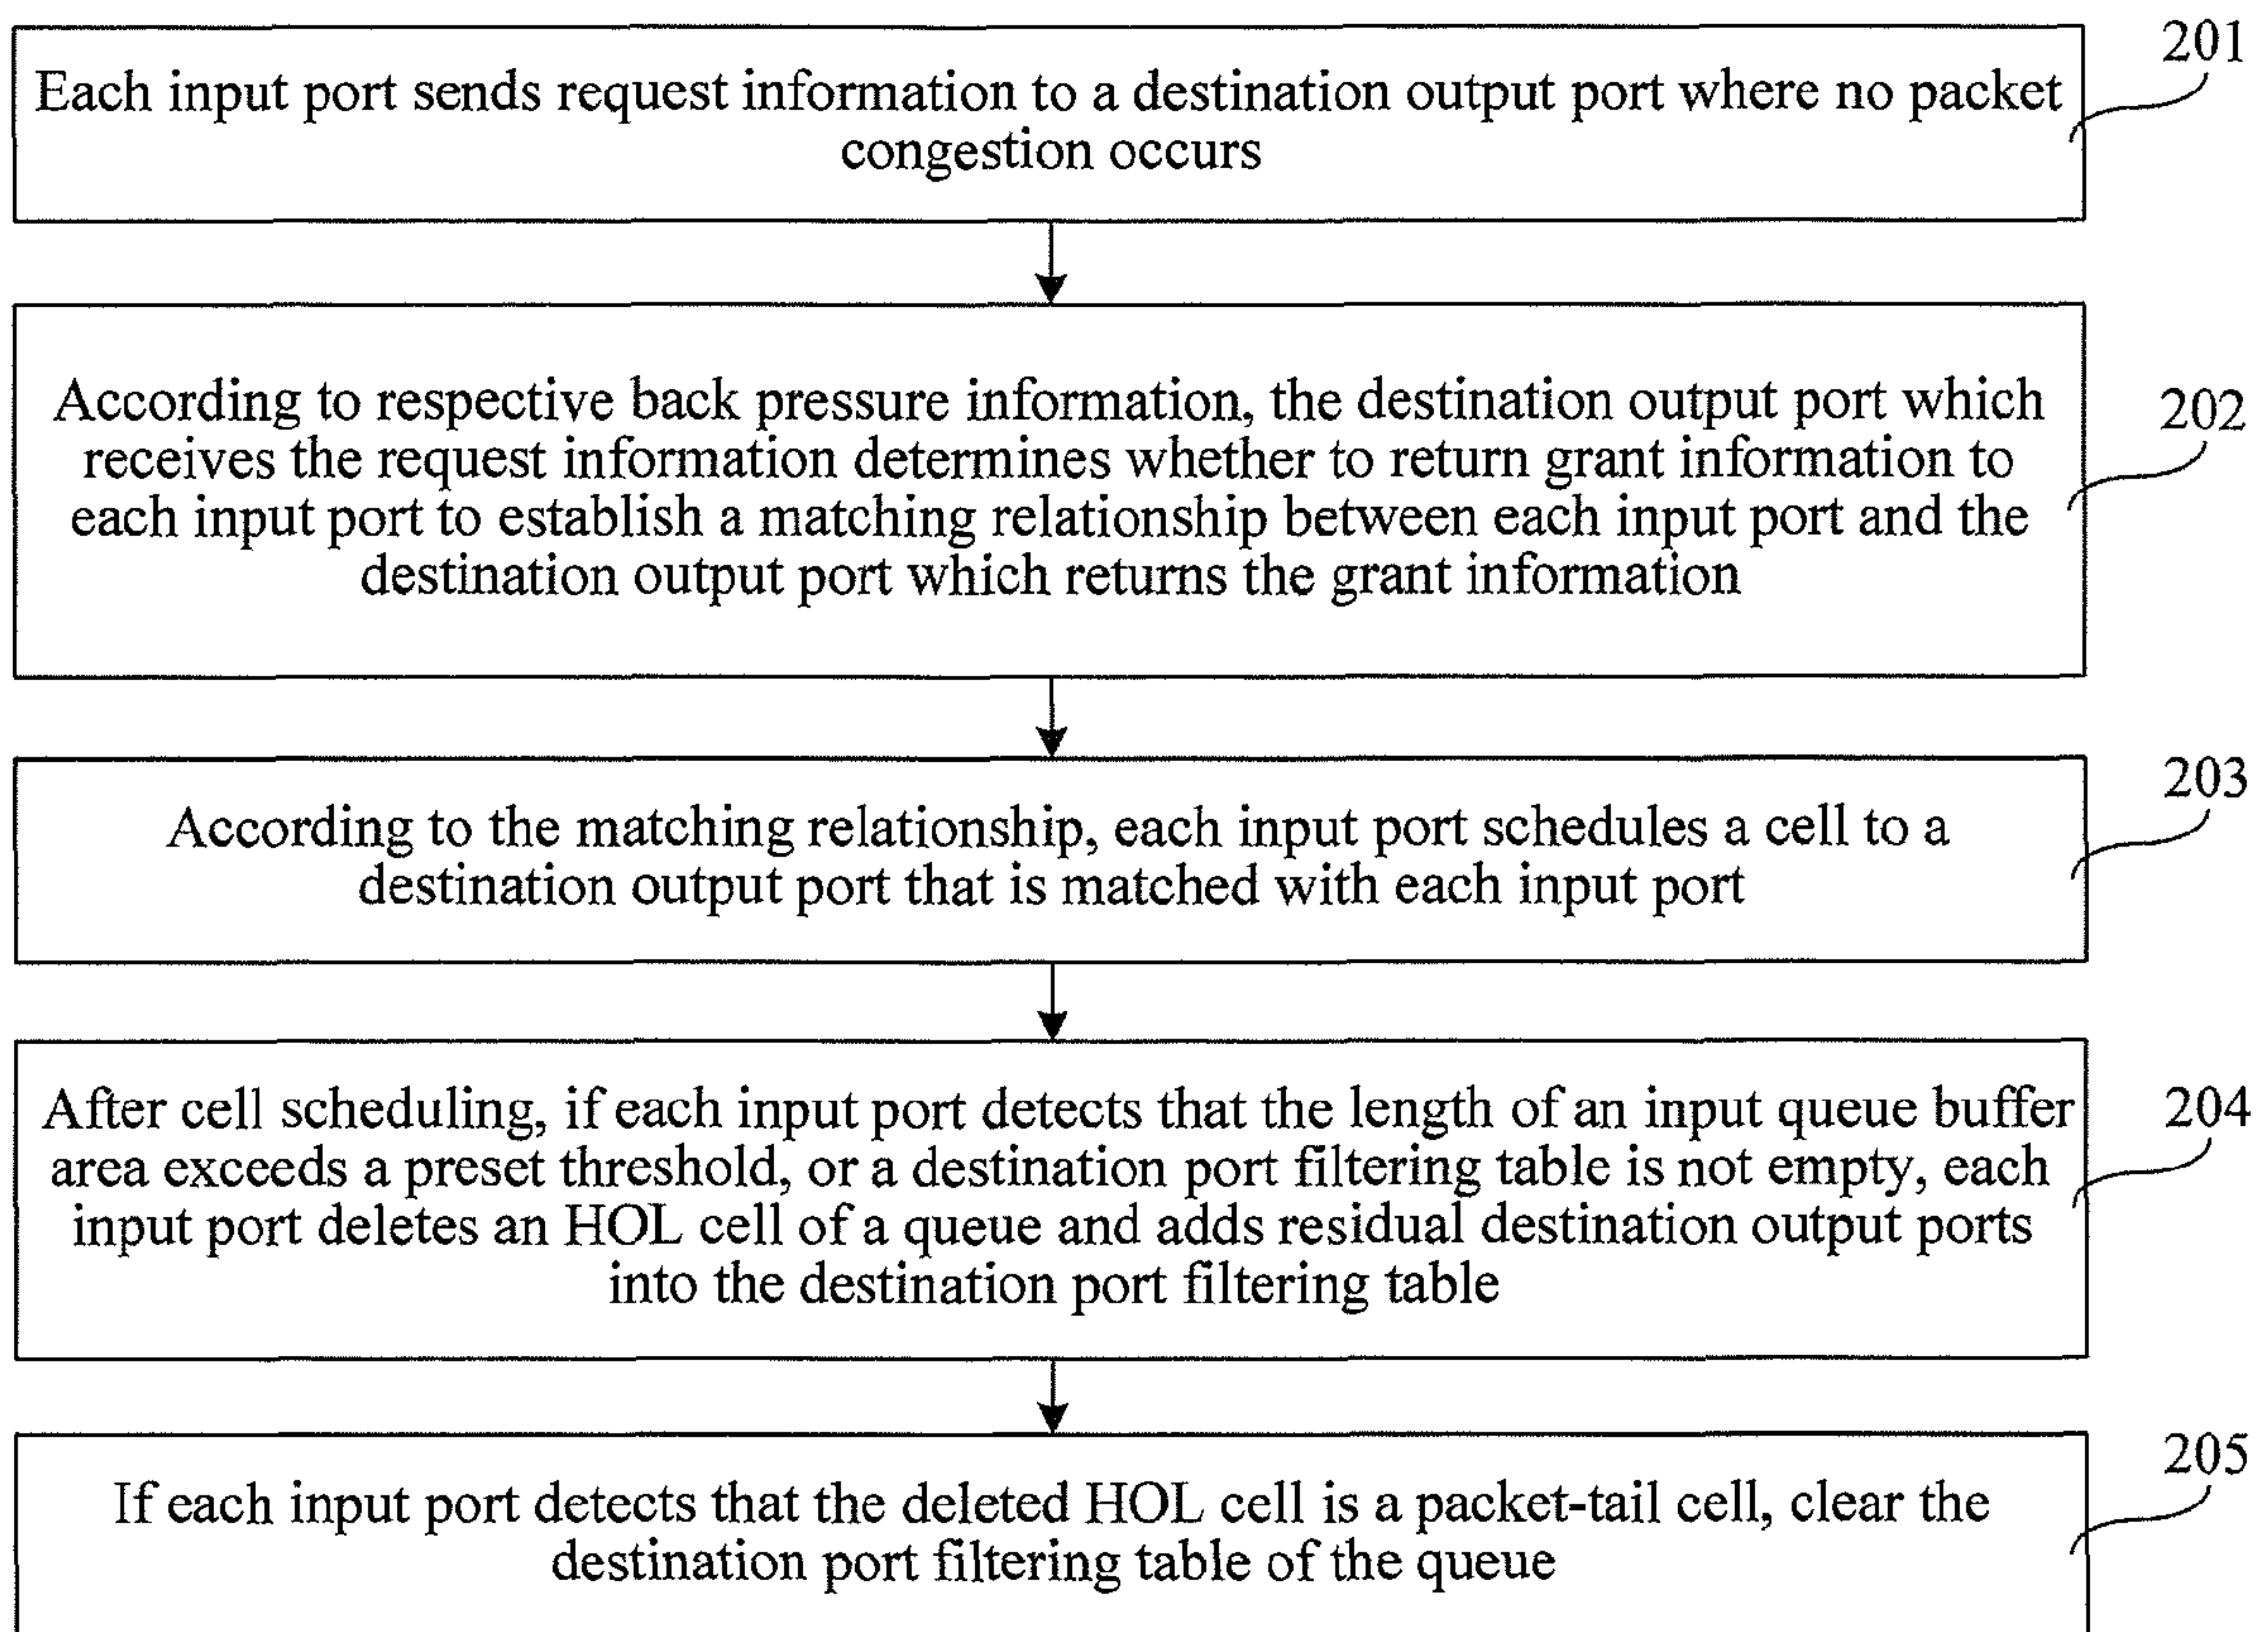 201
Each input port sends request information to a destination output port where no packet
congestion occurs
According to respective back pressure information, the destination output port which
receives the request information determines whether to return grant information to
each input port to establish a matching relationship between each input port and the
destination output port which returns the grant information
202
According to the matching relationship, each input port schedules a cell to a
destination output port that is matched with each input port
203
After cell scheduling, if each input port detects that the length of an input queue buffer
area exceeds a preset threshold, or a destination port filtering table is not empty, each
input port deletes an HOL cell of a queue and adds residual destination output ports
into the destination port filtering table
204
If each input port detects that the deleted HOL cell is a packet-tail cell, clear the
destination port filtering table of the queue
205